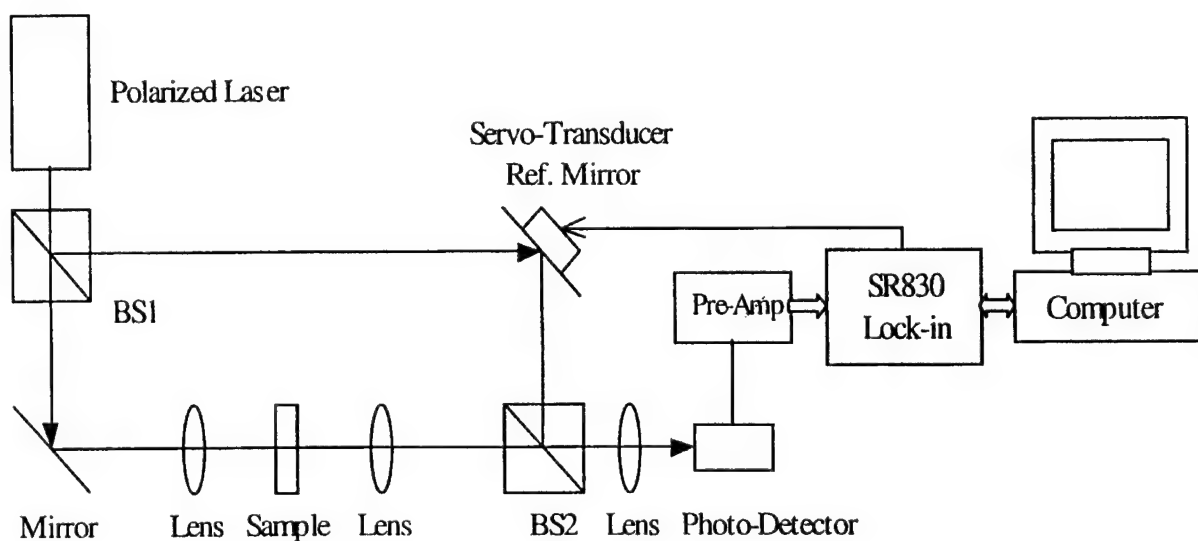 Polarized Laser
Servo-Transducer
Ref. Mirror
BS1
Pre-Amp
SR830
Lock-in
Computer
Mirror
Lens
Sample
Lens
BS2
Lens
Photo-Detector